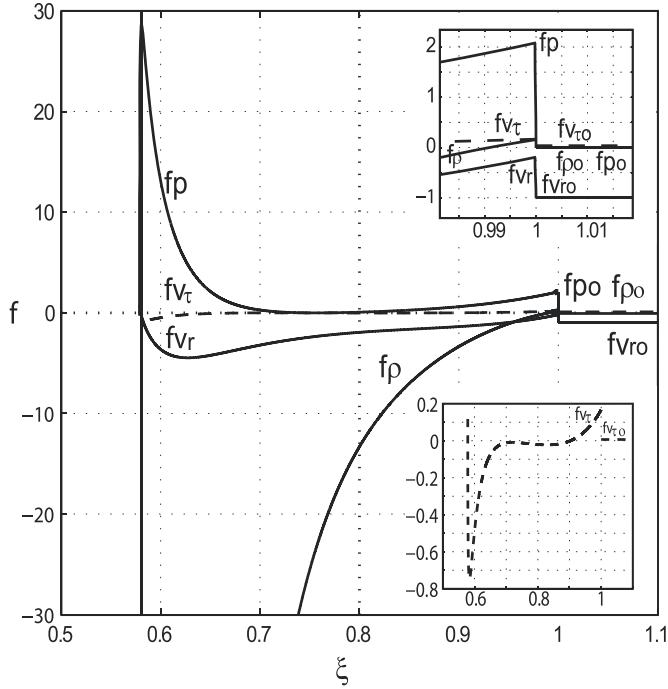 30
20
10
0
−10
−20
−30
f
0.5 0.6 0.7 0.8 0.9 1 1.1
ξ
fp
fvτ
fvr
fρ
fpo fρo
fvro
2
1
0
−1
0.99 1 1.01
fp
fvτ
fvτo
fρ
fρo fpo
fvr
fvro
0.2
0
−0.2
−0.4
−0.6
−0.8
0.6 0.8 1
fvτ
fvτo